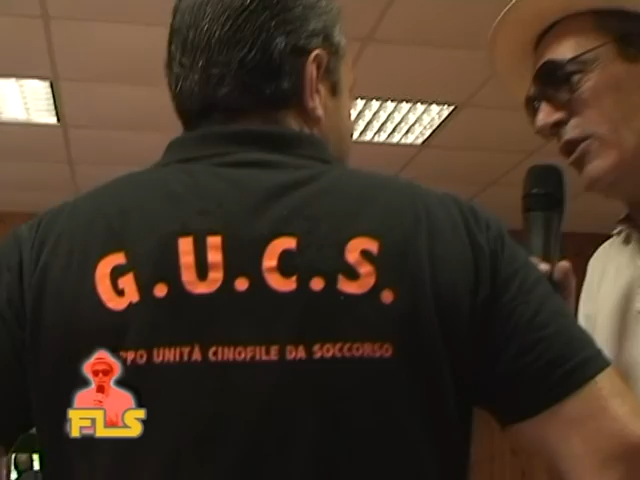 G.U.C.S.
PPO UNITÀ CINOFILE DA SOCCORSO
FLS